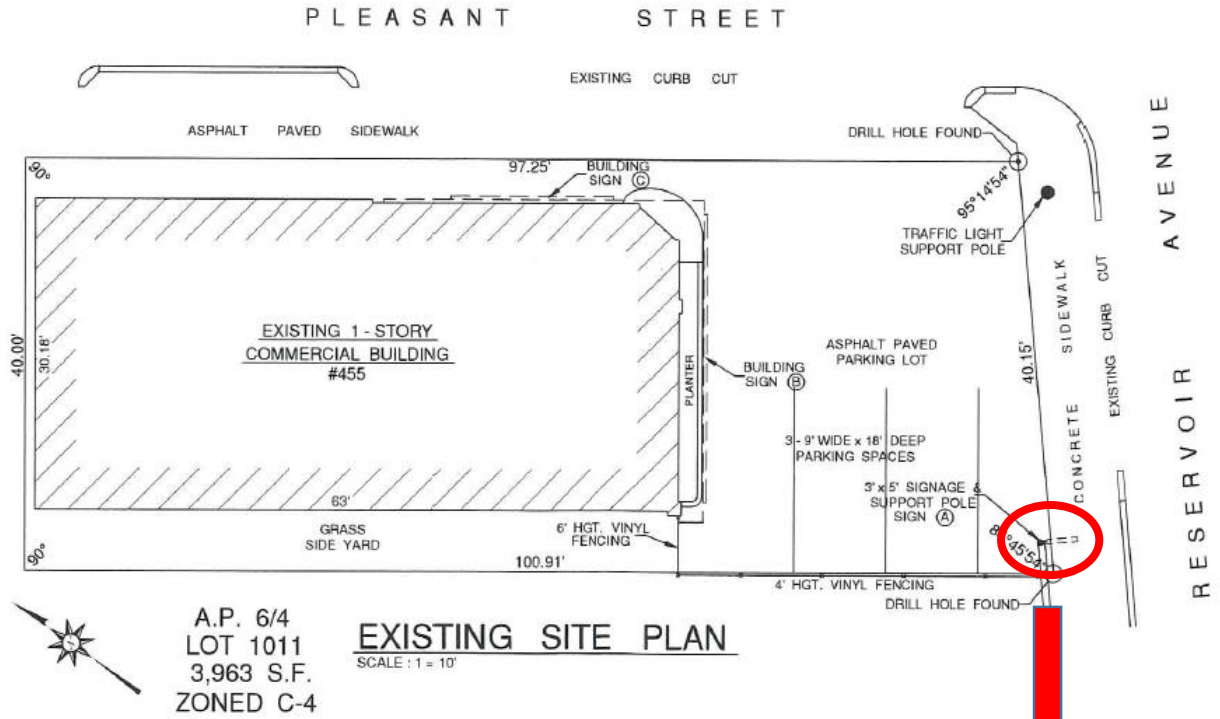 PLEASANT STREET
EXISTING CURB CUT
ASPHALT PAVED SIDEWALK
DRILL HOLE FOUND
90°
97.25'
BUILDING
SIGN C
95°14'54"
TRAFFIC LIGHT
SUPPORT POLE
RESERVOIR AVENUE
CONCRETE SIDEWALK
EXISTING CURB CUT
40.00'
30.18'
EXISTING 1 - STORY
COMMERCIAL BUILDING
#455
PLANTER
BUILDING
SIGN B
ASPHALT PAVED
PARKING LOT
40.15'
3 - 9' WIDE x 18' DEEP
PARKING SPACES
3' x 5' SIGNAGE &
SUPPORT POLE
SIGN A
63'
GRASS
SIDE YARD
6' HGT. VINYL
FENCING
90°
100.91'
°45'54"
4' HGT. VINYL FENCING
DRILL HOLE FOUND
A.P. 6/4
LOT 1011
3,963 S.F.
ZONED C-4
EXISTING SITE PLAN
SCALE : 1 = 10'